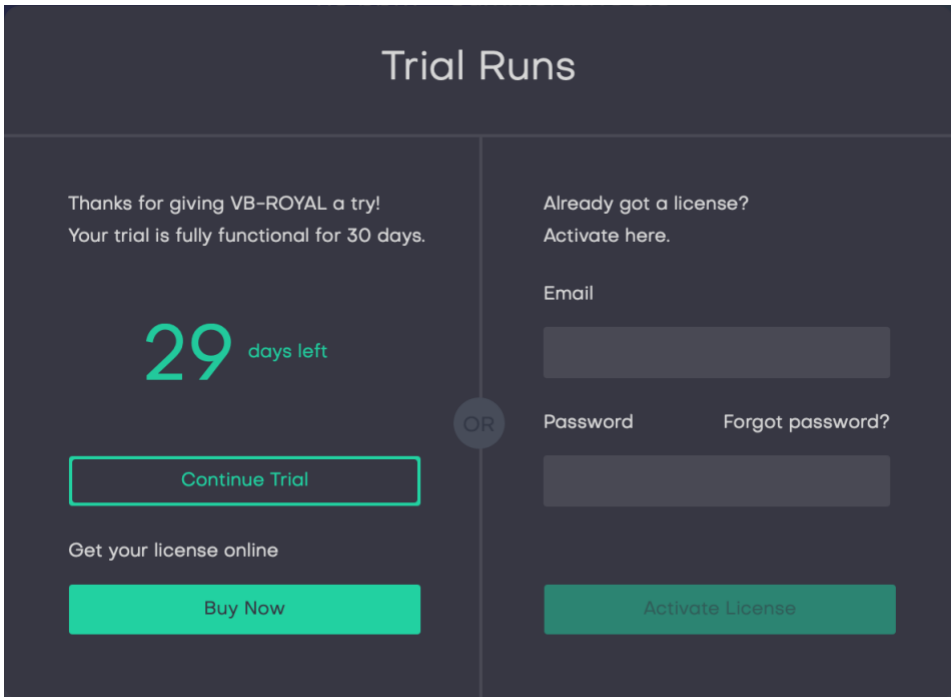 Trial Runs
Thanks for giving VB-ROYAL a try!
Your trial is fully functional for 30 days.
29 days left
Continue Trial
Get your license online
Buy Now
OR
Already got a license?
Activate here.
Email
Password
Forgot password?
Activate License